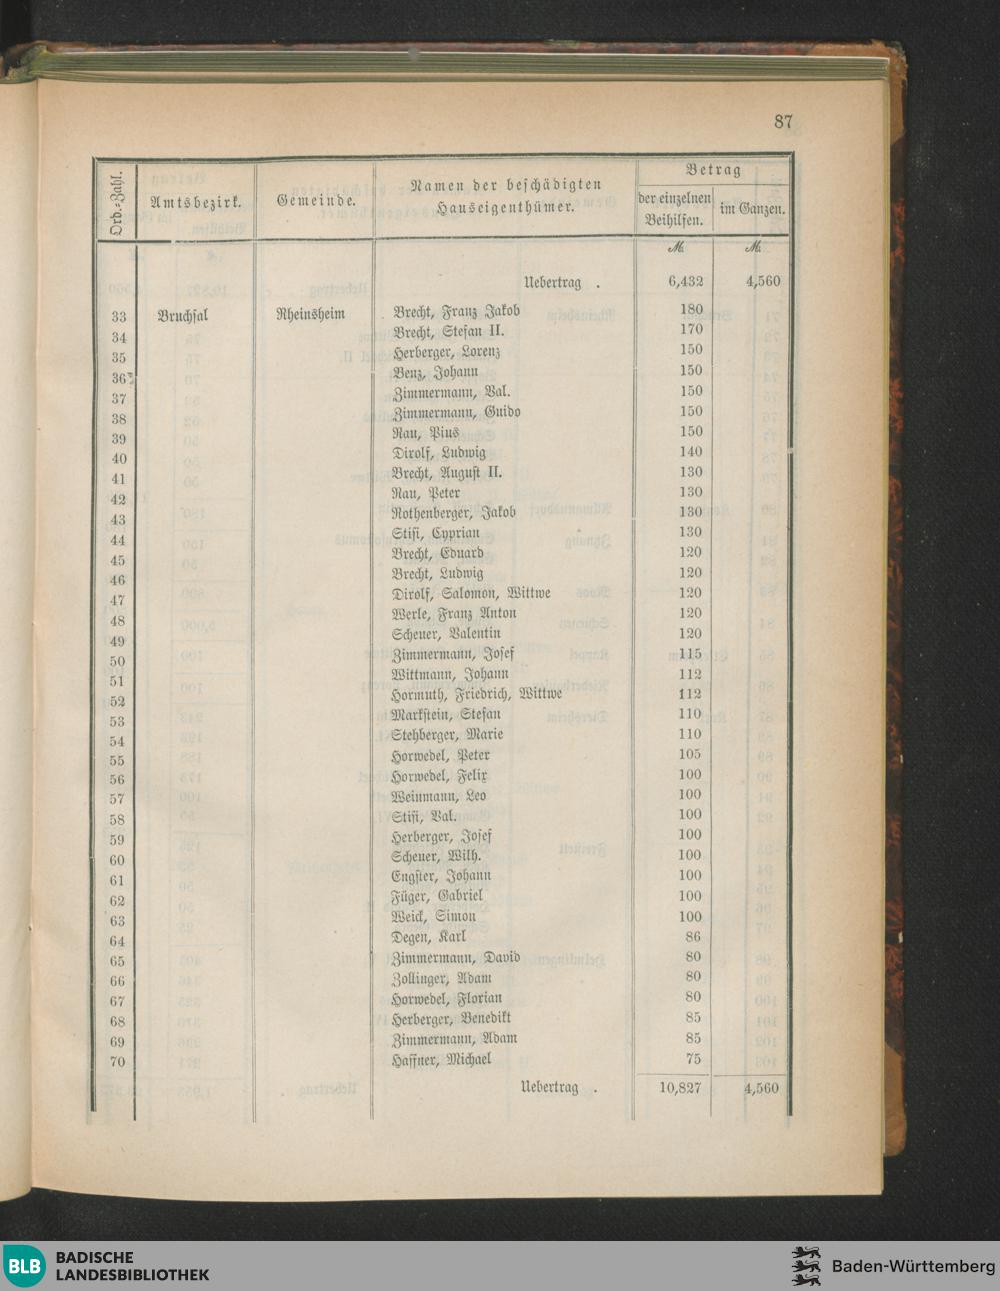 87
Ord.=Zahl. Amtsbezirk. Gemeinde. Namen der beschädigten Hauseigenthümer. Betrag
der einzelnen Beihilfen. im Ganzen.
M. M.
Uebertrag . 6,432 4,560
33 Bruchsal Rheinsheim Brecht, Franz Jakob 180
34 Brecht, Stefan II. 170
35 Herberger, Lorenz 150
36 Benz, Johann 150
37 Zimmermann, Val. 150
38 Zimmermann, Guido 150
39 Nau, Pius 150
40 Dirolf, Ludwig 140
41 Brecht, August II. 130
42 Nau, Peter 130
43 Rothenberger, Jakob 130
44 Stifi, Cyprian 130
45 Brecht, Eduard 120
46 Brecht, Ludwig 120
47 Dirolf, Salomon, Wittwe 120
48 Werle, Franz Anton 120
49 Scheuer, Valentin 120
50 Zimmermann, Josef 115
51 Wittmann, Johann 112
52 Hormuth, Friedrich, Wittwe 112
53 Markstein, Stefan 110
54 Stehberger, Marie 110
55 Horwedel, Peter 105
56 Horwedel, Felix 100
57 Weinmann, Leo 100
58 Stifi, Val. 100
59 Herberger, Josef 100
60 Scheuer, Wilh. 100
61 Engster, Johann 100
62 Füger, Gabriel 100
63 Weick, Simon 100
64 Degen, Karl 86
65 Zimmermann, David 80
66 Zollinger, Adam 80
67 Horwedel, Florian 80
68 Herberger, Benedikt 85
69 Zimmermann, Adam 85
70 Haffner, Michael 75
Uebertrag . 10,827 4,560
BLB BADISCHE
LANDESBIBLIOTHEK
Baden-Württemberg